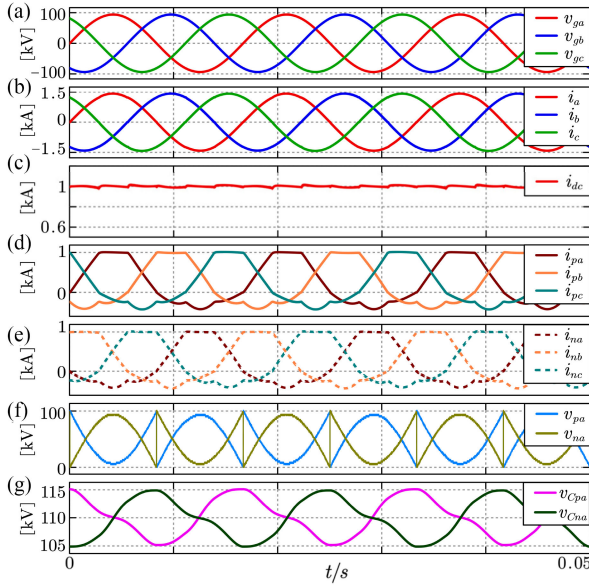 (a)
[kV]
100
0
−100
v_ga
v_gb
v_gc
(b)
[kA]
1.5
0
−1.5
i_a
i_b
i_c
(c)
[kA]
1
0.6
i_dc
(d)
[kA]
1
0
i_pa
i_pb
i_pc
(e)
[kA]
1
0
i_na
i_nb
i_nc
(f)
[kV]
100
0
v_pa
v_na
(g)
[kV]
115
110
105
v_Cpa
v_Cna
0
t/s
0.05